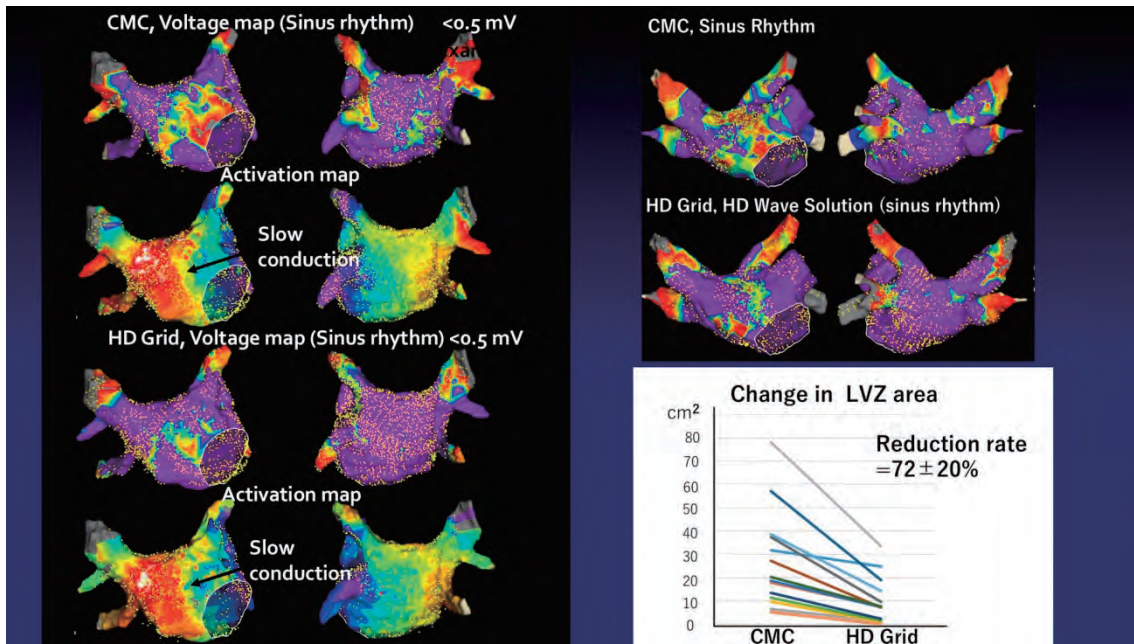 CMC, Voltage map (Sinus rhythm) <0.5 mV
Activation map
Slow
conduction
HD Grid, Voltage map (Sinus rhythm) <0.5 mV
Activation map
Slow
conduction
CMC, Sinus Rhythm
HD Grid, HD Wave Solution (sinus rhythm)
Change in LVZ area
cm²
Reduction rate
=72±20%
80
70
60
50
40
30
20
10
0
CMC HD Grid